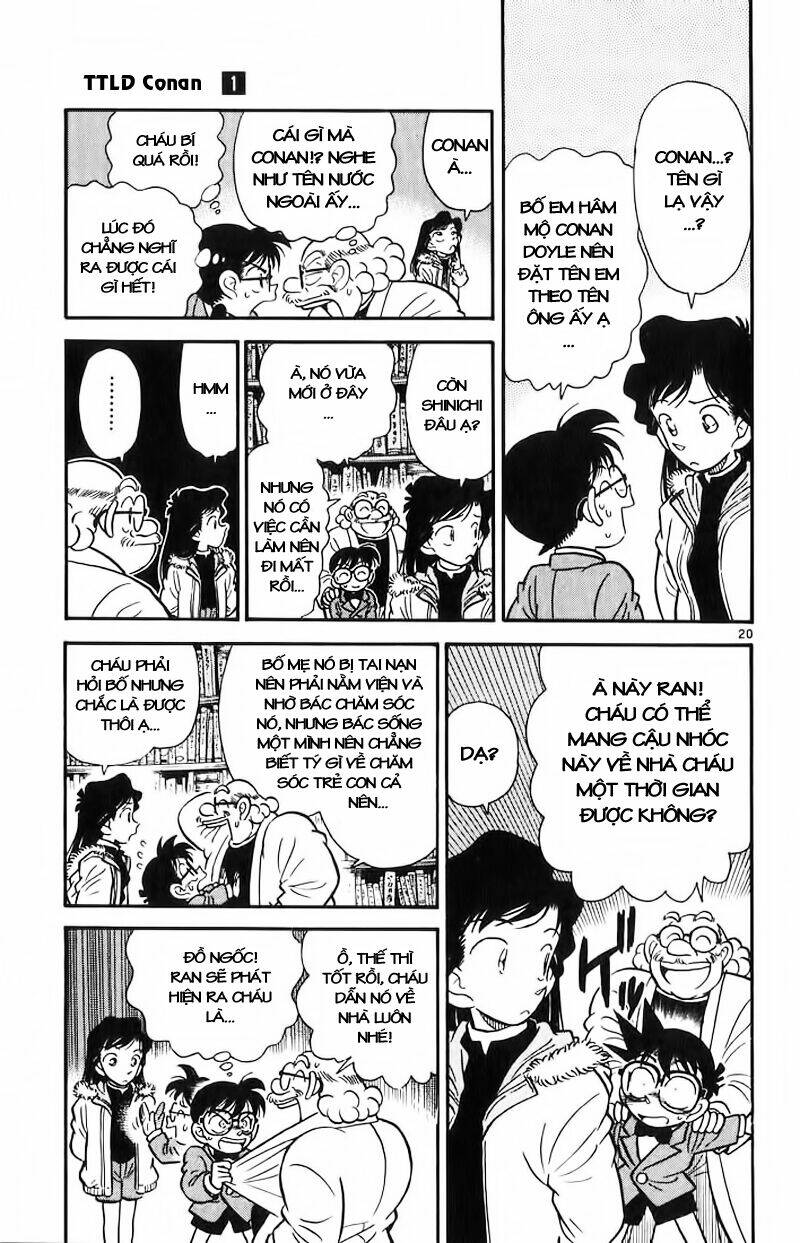 TTLD Conan 1
CONAN...?
TÊN GÌ
LẠ VẬY
...?
BỐ EM HÂM
MỘ CONAN
DOYLE NÊN
ĐẶT TÊN EM
THEO TÊN
ÔNG ẤY Ạ
...
CONAN
À...
CÁI GÌ MÀ
CONAN!? NGHE
NHƯ TÊN NƯỚC
NGOÀI ẤY...
CHÁU BÍ
QUÁ RỒI!
LÚC ĐÓ
CHẲNG NGHĨ
RA ĐƯỢC CÁI
GÌ HẾT!
CÒN
SHINICHI
ĐÂU Ạ?
À, NÓ VỪA
MỚI Ở ĐÂY
...
NHƯNG
NÓ CÓ
VIỆC CẦN
LÀM NÊN
ĐI MẤT
RỒI...
HMM
...
.........
20
À NÀY RAN!
CHÁU CÓ THỂ
MANG CẬU NHÓC
NÀY VỀ NHÀ CHÁU
MỘT THỜI GIAN
ĐƯỢC KHÔNG?
DẠ?
グッ
BỐ MẸ NÓ BỊ TAI NẠN
NÊN PHẢI NẰM VIỆN VÀ
NHỜ BÁC CHĂM SÓC
NÓ, NHƯNG BÁC SỐNG
MỘT MÌNH NÊN CHẲNG
BIẾT TÝ GÌ VỀ CHĂM
SÓC TRẺ CON CẢ
NÊN...
CHÁU PHẢI
HỎI BỐ NHƯNG
CHẮC LÀ ĐƯỢC
THÔI Ạ...
Ồ, THẾ THÌ
TỐT RỒI, CHÁU
DẪN NÓ VỀ
NHÀ LUÔN
NHÉ!
ĐỒ NGỐC!
RAN SẼ PHÁT
HIỆN RA CHÁU
LÀ...